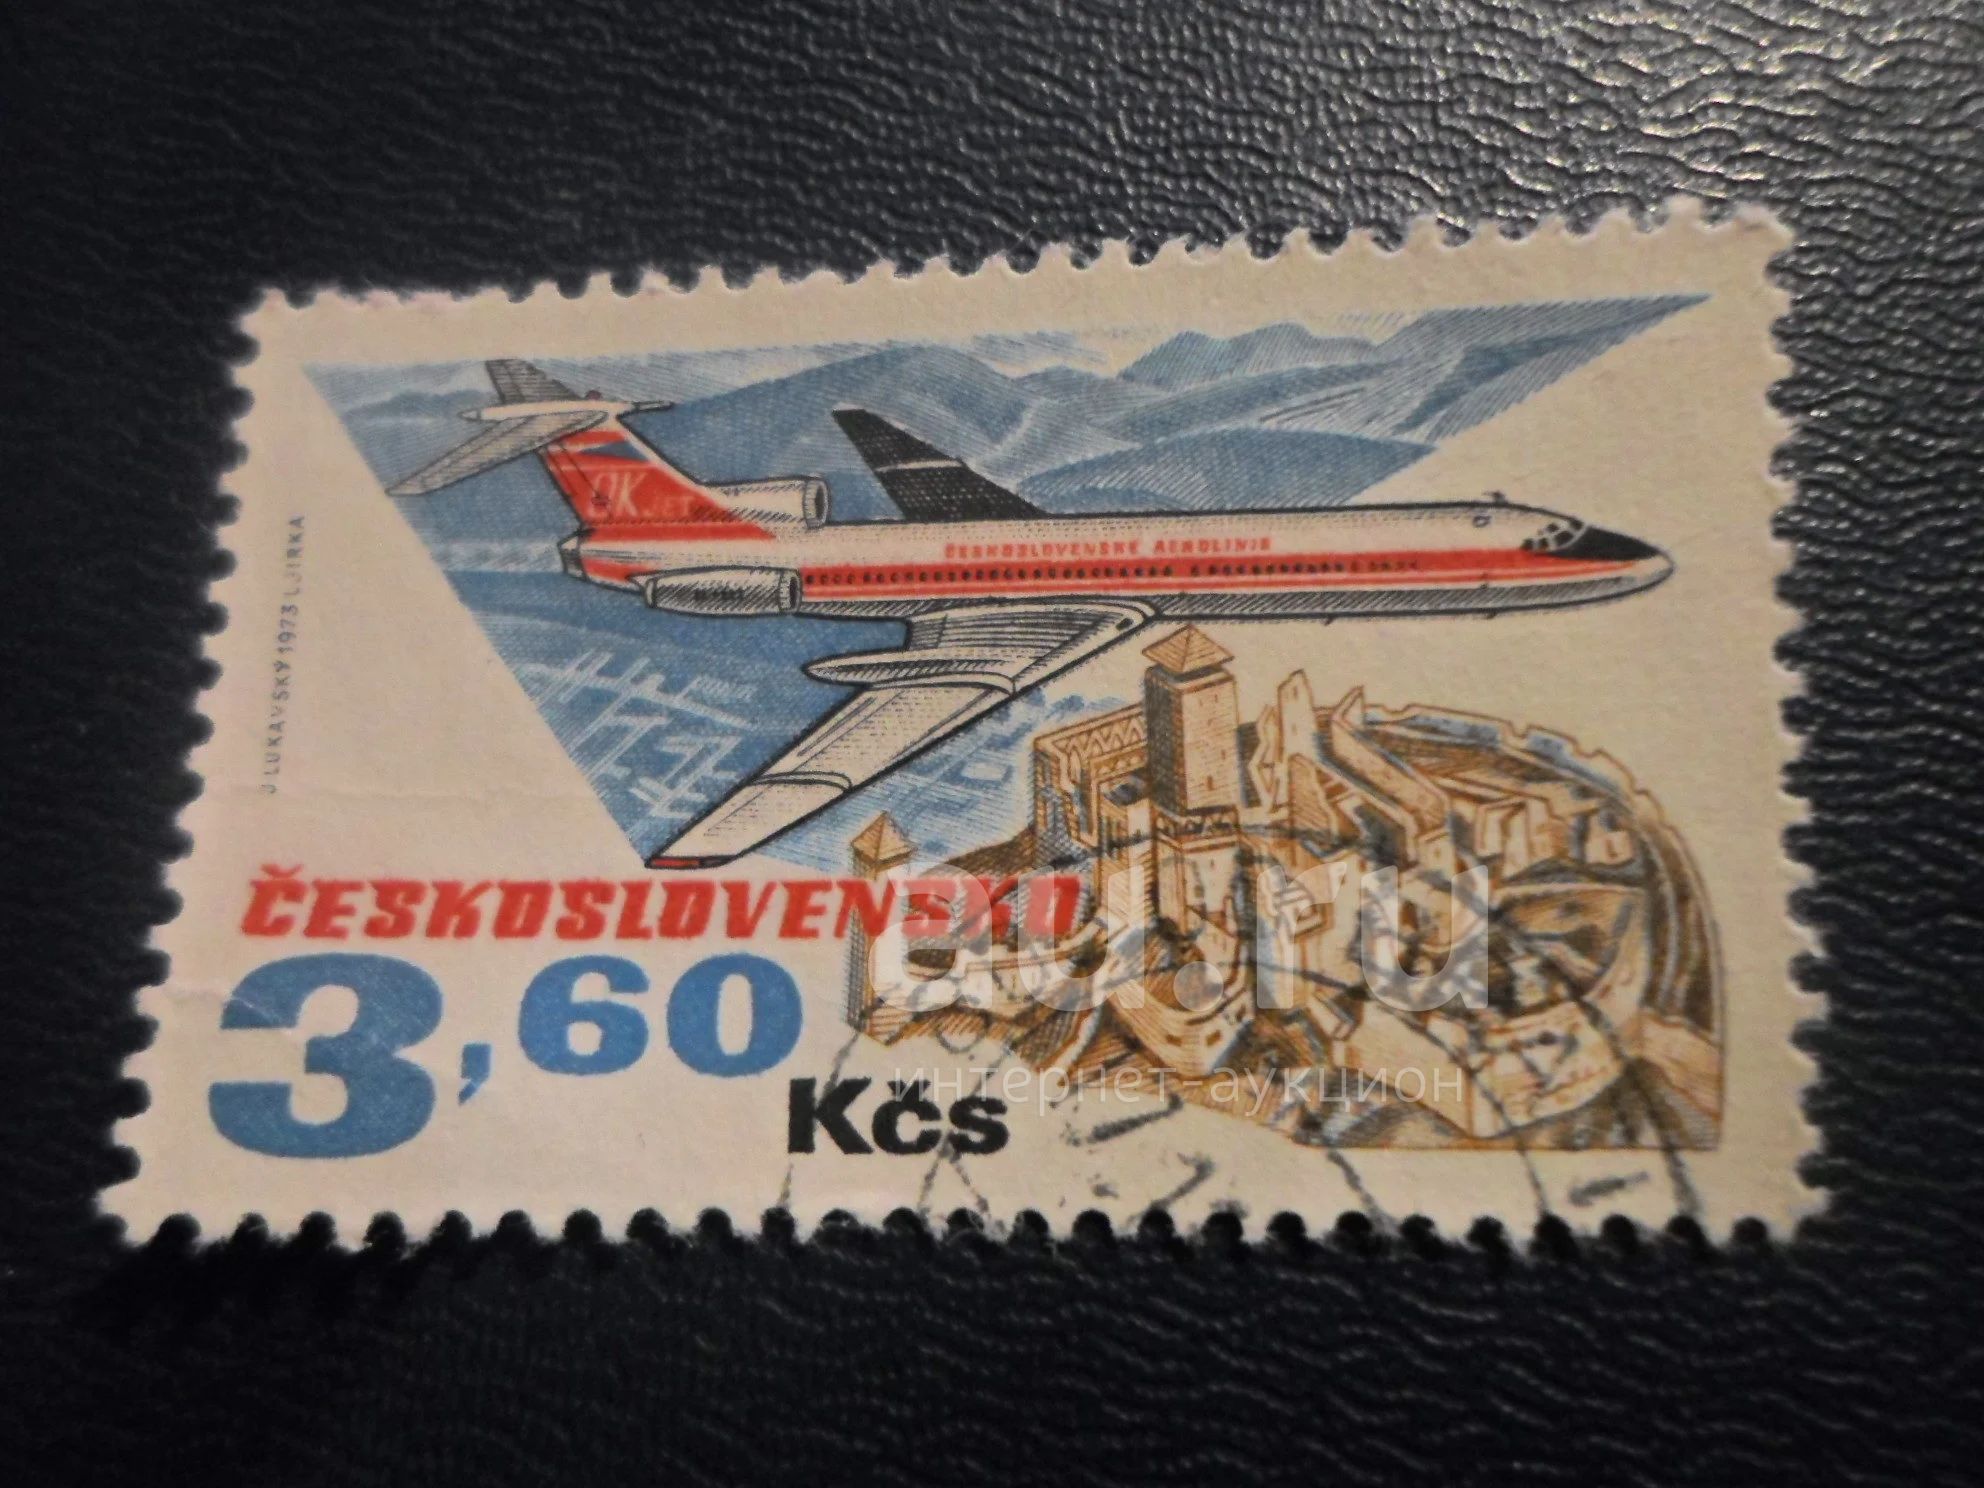 OK JET
ČESKOSLOVENSKÉ AEROLINIE
J LUKAVSKÝ 1973 L JIRKA
ČESKOSLOVENSKO
3,60
Kčs
au.ru
интернет-аукцион